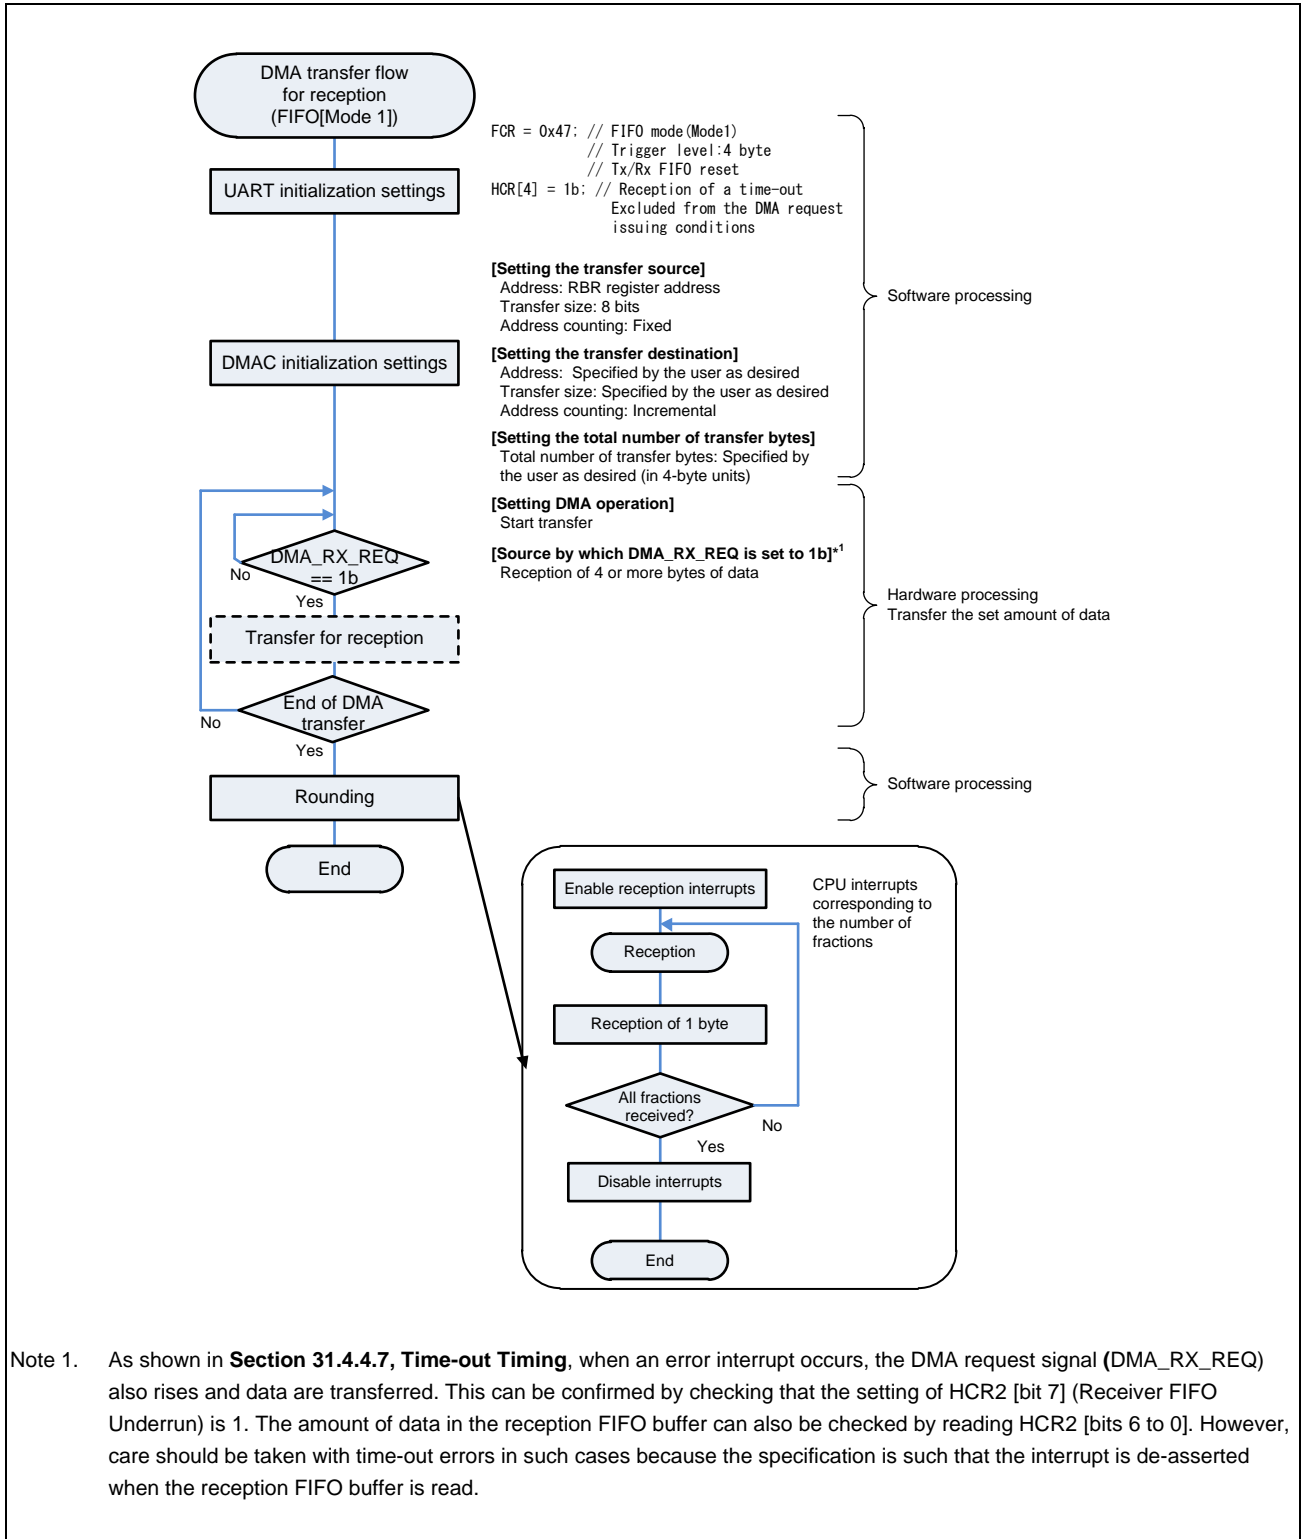 DMA transfer flow
for reception
(FIFO[Mode 1])
FCR = 0x47; // FIFO mode(Mode1)
// Trigger level:4 byte
// Tx/Rx FIFO reset
HCR[4] = 1b; // Reception of a time-out
Excluded from the DMA request
issuing conditions
UART initialization settings
[Setting the transfer source]
Address: RBR register address
Transfer size: 8 bits
Address counting: Fixed
Software processing
DMAC initialization settings
[Setting the transfer destination]
Address: Specified by the user as desired
Transfer size: Specified by the user as desired
Address counting: Incremental
[Setting the total number of transfer bytes]
Total number of transfer bytes: Specified by
the user as desired (in 4-byte units)
[Setting DMA operation]
Start transfer
[Source by which DMA_RX_REQ is set to 1b]*1
Reception of 4 or more bytes of data
DMA_RX_REQ
== 1b
No
Yes
Hardware processing
Transfer the set amount of data
Transfer for reception
End of DMA
transfer
No
Yes
Rounding
Software processing
End
Enable reception interrupts
CPU interrupts
corresponding to
the number of
fractions
Reception
Reception of 1 byte
All fractions
received?
No
Yes
Disable interrupts
End
Note 1. As shown in Section 31.4.4.7, Time-out Timing, when an error interrupt occurs, the DMA request signal (DMA_RX_REQ)
also rises and data are transferred. This can be confirmed by checking that the setting of HCR2 [bit 7] (Receiver FIFO
Underrun) is 1. The amount of data in the reception FIFO buffer can also be checked by reading HCR2 [bits 6 to 0]. However,
care should be taken with time-out errors in such cases because the specification is such that the interrupt is de-asserted
when the reception FIFO buffer is read.